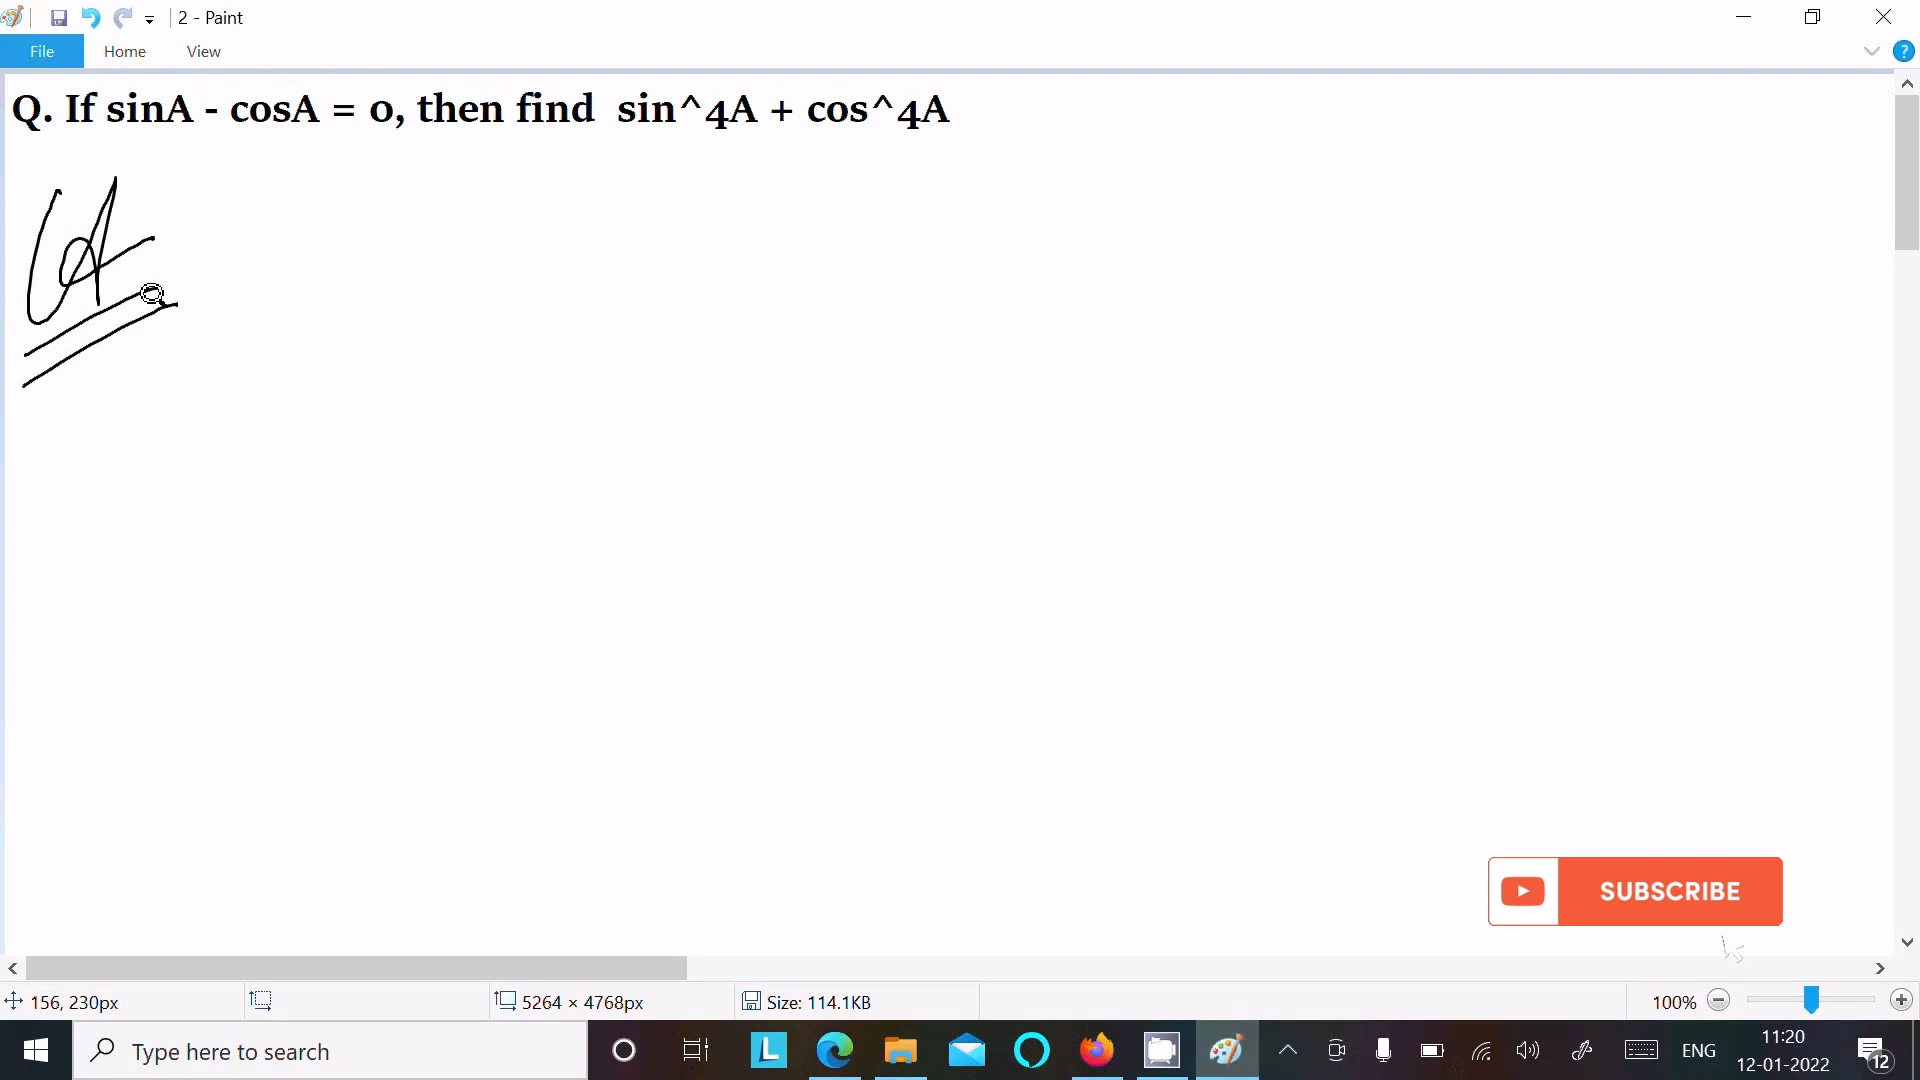 2 - Paint
File Home View
Q. If sinA - cosA = 0, then find sin^4A + cos^4A
SUBSCRIBE
156, 230px 5264 × 4768px Size: 114.1KB 100%
Type here to search L ENG 11:20
12-01-2022 12